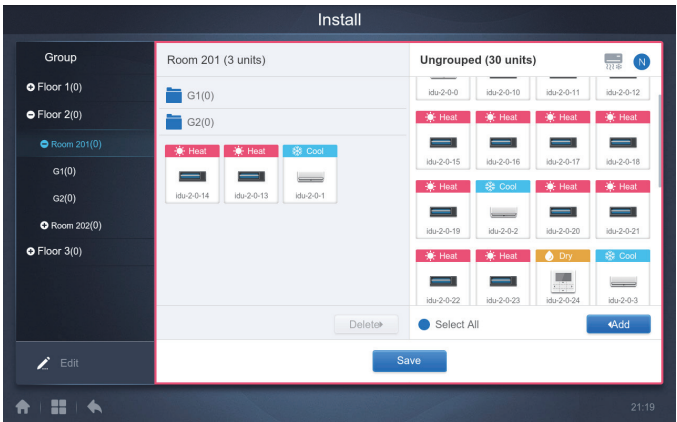 Install
Group
Floor 1(0)
Floor 2(0)
Room 201(0)
G1(0)
G2(0)
Room 202(0)
Floor 3(0)
Edit
Room 201 (3 units)
G1(0)
G2(0)
Heat Heat Cool
idu-2-0-14 idu-2-0-13 idu-2-0-1
Delete
Ungrouped (30 units)
N
idu-2-0-0 idu-2-0-10 idu-2-0-11 idu-2-0-12
Heat Heat Heat Heat
idu-2-0-15 idu-2-0-16 idu-2-0-17 idu-2-0-18
Heat Cool Heat Heat
idu-2-0-19 idu-2-0-2 idu-2-0-20 idu-2-0-21
Heat Heat Dry Cool
idu-2-0-22 idu-2-0-23 idu-2-0-24 idu-2-0-3
Select All
Add
Save
21:19